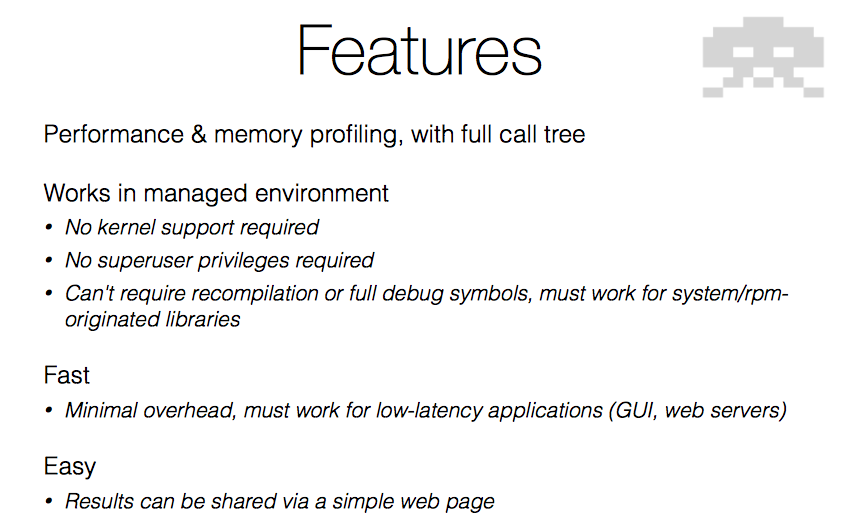 Features
Performance & memory profiling, with full call tree
Works in managed environment
• No kernel support required
• No superuser privileges required
• Can't require recompilation or full debug symbols, must work for system/rpm-
originated libraries
Fast
• Minimal overhead, must work for low-latency applications (GUI, web servers)
Easy
• Results can be shared via a simple web page